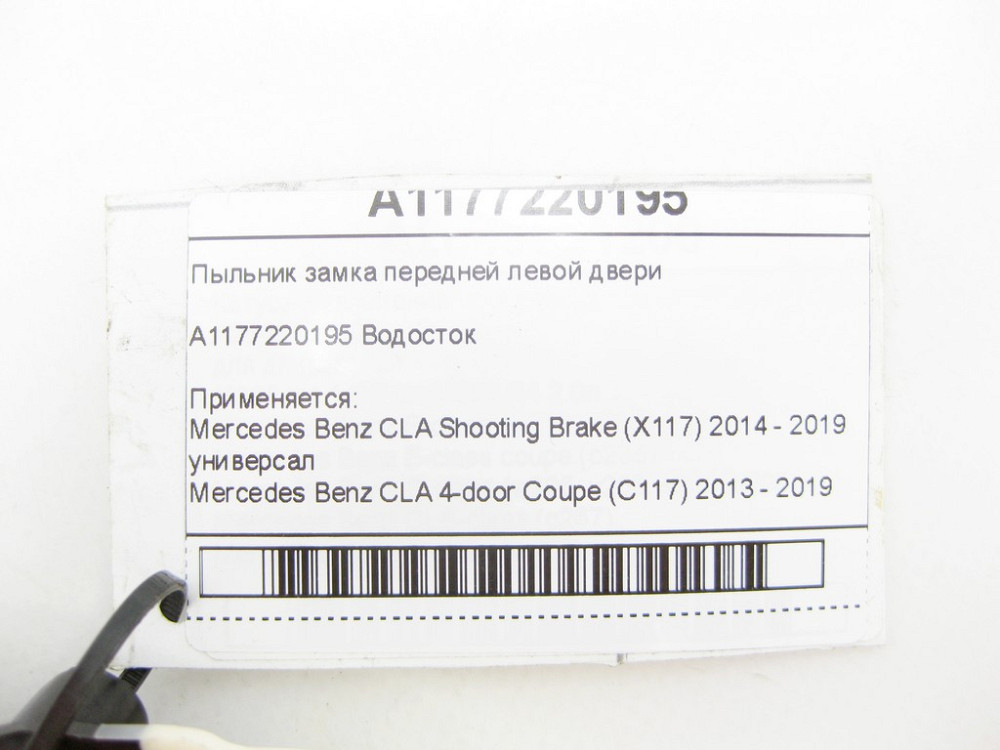 A1177220195
Пыльник замка передней левой двери
A1177220195 Водосток
Применяется:
Mercedes Benz CLA Shooting Brake (X117) 2014 - 2019
универсал
Mercedes Benz CLA 4-door Coupe (C117) 2013 - 2019